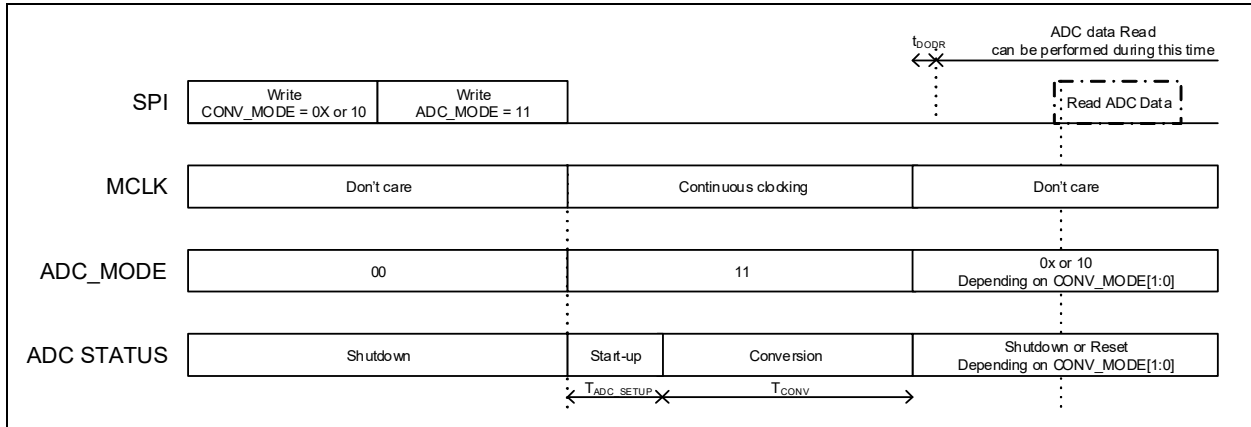 ADC data Read
can be performed during this time
tDODR
SPI
Write
CONV_MODE = 0X or 10
Write
ADC_MODE = 11
Read ADC Data
MCLK
Don't care
Continuous clocking
Don't care
ADC_MODE
00
11
0x or 10
Depending on CONV_MODE[1:0]
ADC STATUS
Shutdown
Start-up
Conversion
Shutdown or Reset
Depending on CONV_MODE[1:0]
TADC_SETUP
TCONV